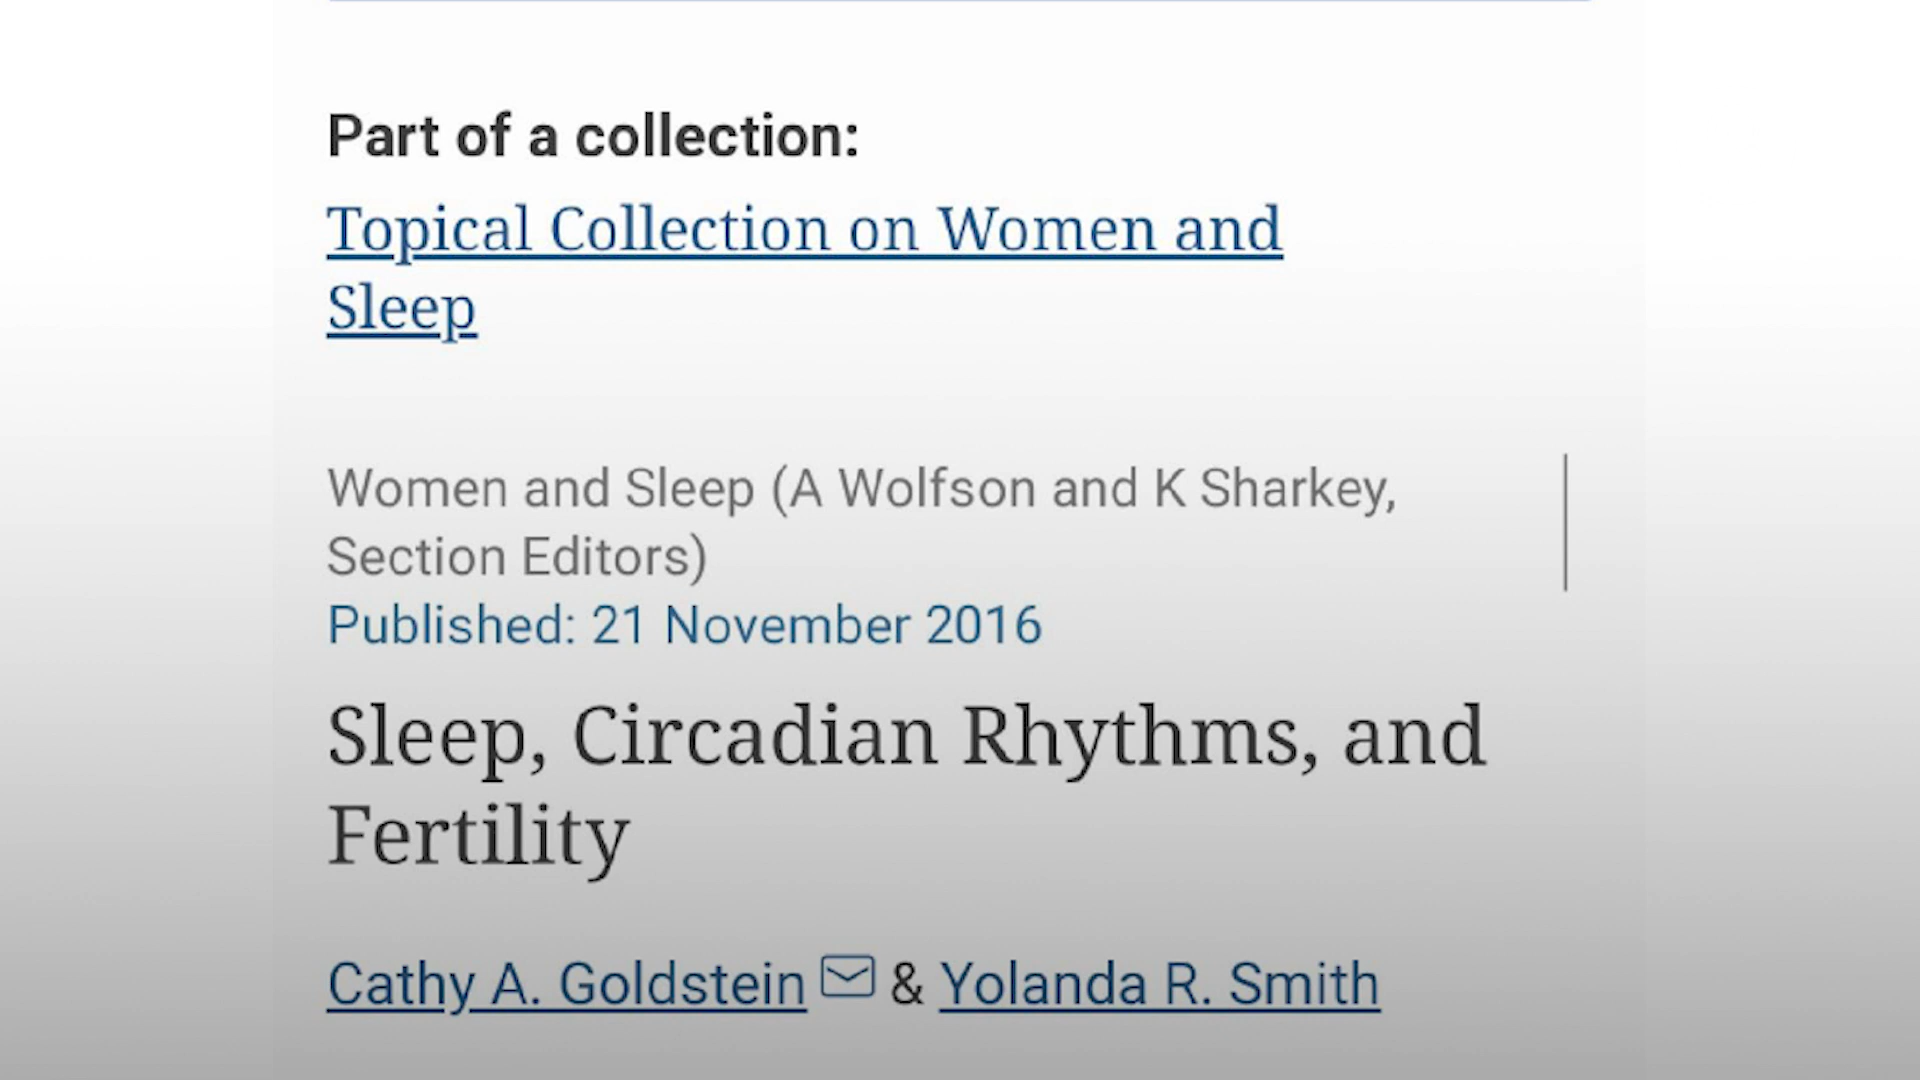 Part of a collection:
Topical Collection on Women and
Sleep
Women and Sleep (A Wolfson and K Sharkey,
Section Editors)
Published: 21 November 2016
Sleep, Circadian Rhythms, and
Fertility
Cathy A. Goldstein & Yolanda R. Smith